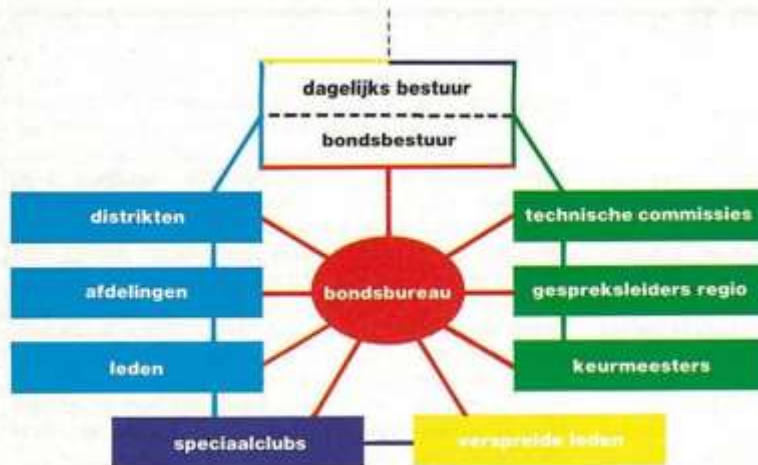 dagelijks bestuur
bondsbestuur
distrikten
technische commissies
afdelingen
bondsbureau
gespreksleiders regio
leden
keurmeesters
speciaalclubs
verspreide leden